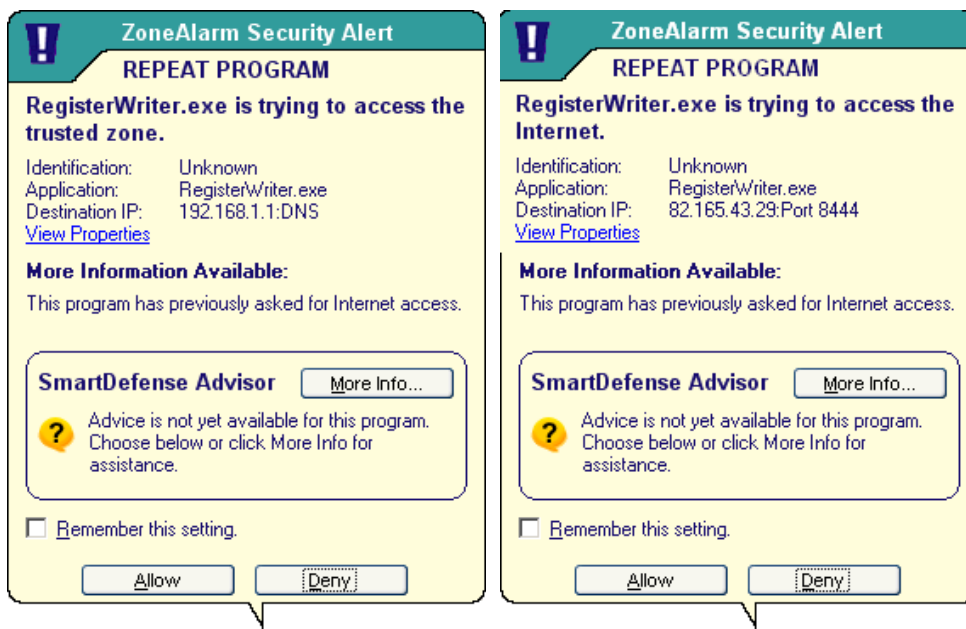 ZoneAlarm Security Alert
REPEAT PROGRAM
RegisterWriter.exe is trying to access the
trusted zone.
Identification: Unknown
Application: RegisterWriter.exe
Destination IP: 192.168.1.1:DNS
View Properties
More Information Available:
This program has previously asked for Internet access.
SmartDefense Advisor More Info...
Advice is not yet available for this program.
Choose below or click More Info for
assistance.
Remember this setting.
Allow Deny
ZoneAlarm Security Alert
REPEAT PROGRAM
RegisterWriter.exe is trying to access the
Internet.
Identification: Unknown
Application: RegisterWriter.exe
Destination IP: 82.165.43.29:Port 8444
View Properties
More Information Available:
This program has previously asked for Internet access.
SmartDefense Advisor More Info...
Advice is not yet available for this program.
Choose below or click More Info for
assistance.
Remember this setting.
Allow Deny